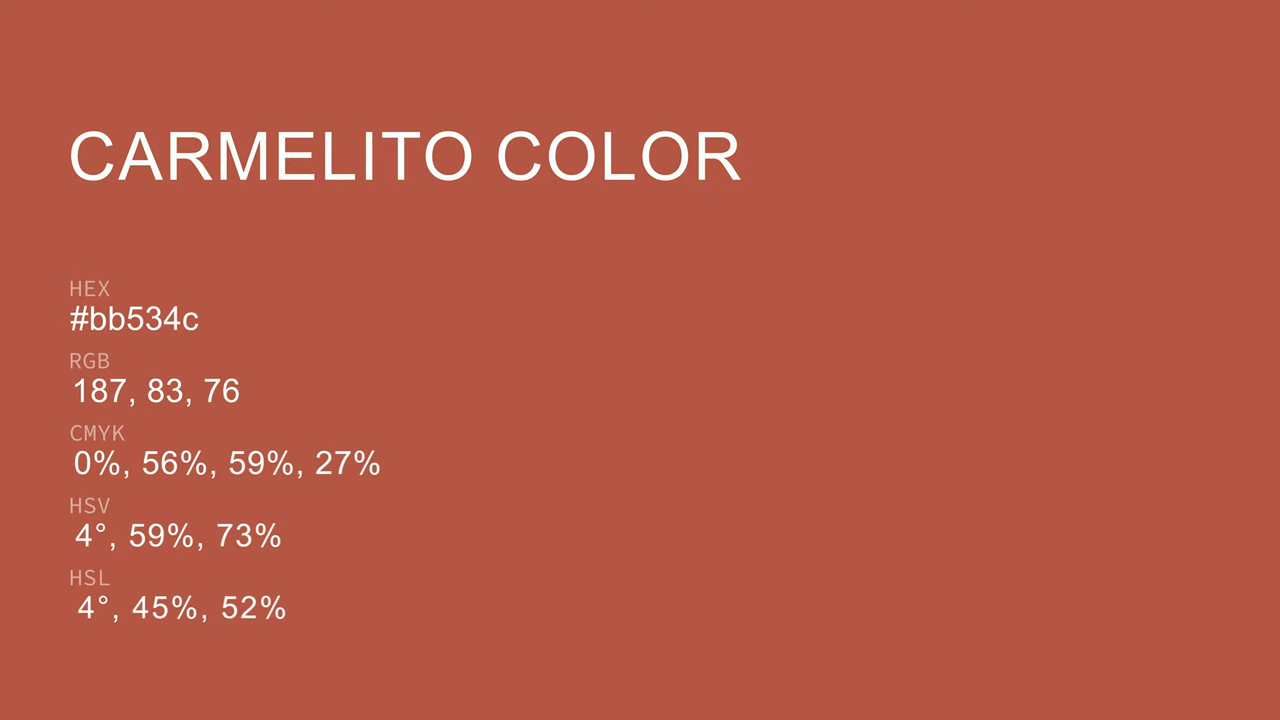 CARMELITO COLOR
HEX
#bb534c
RGB
187, 83, 76
CMYK
0%, 56%, 59%, 27%
HSV
4°, 59%, 73%
HSL
4°, 45%, 52%